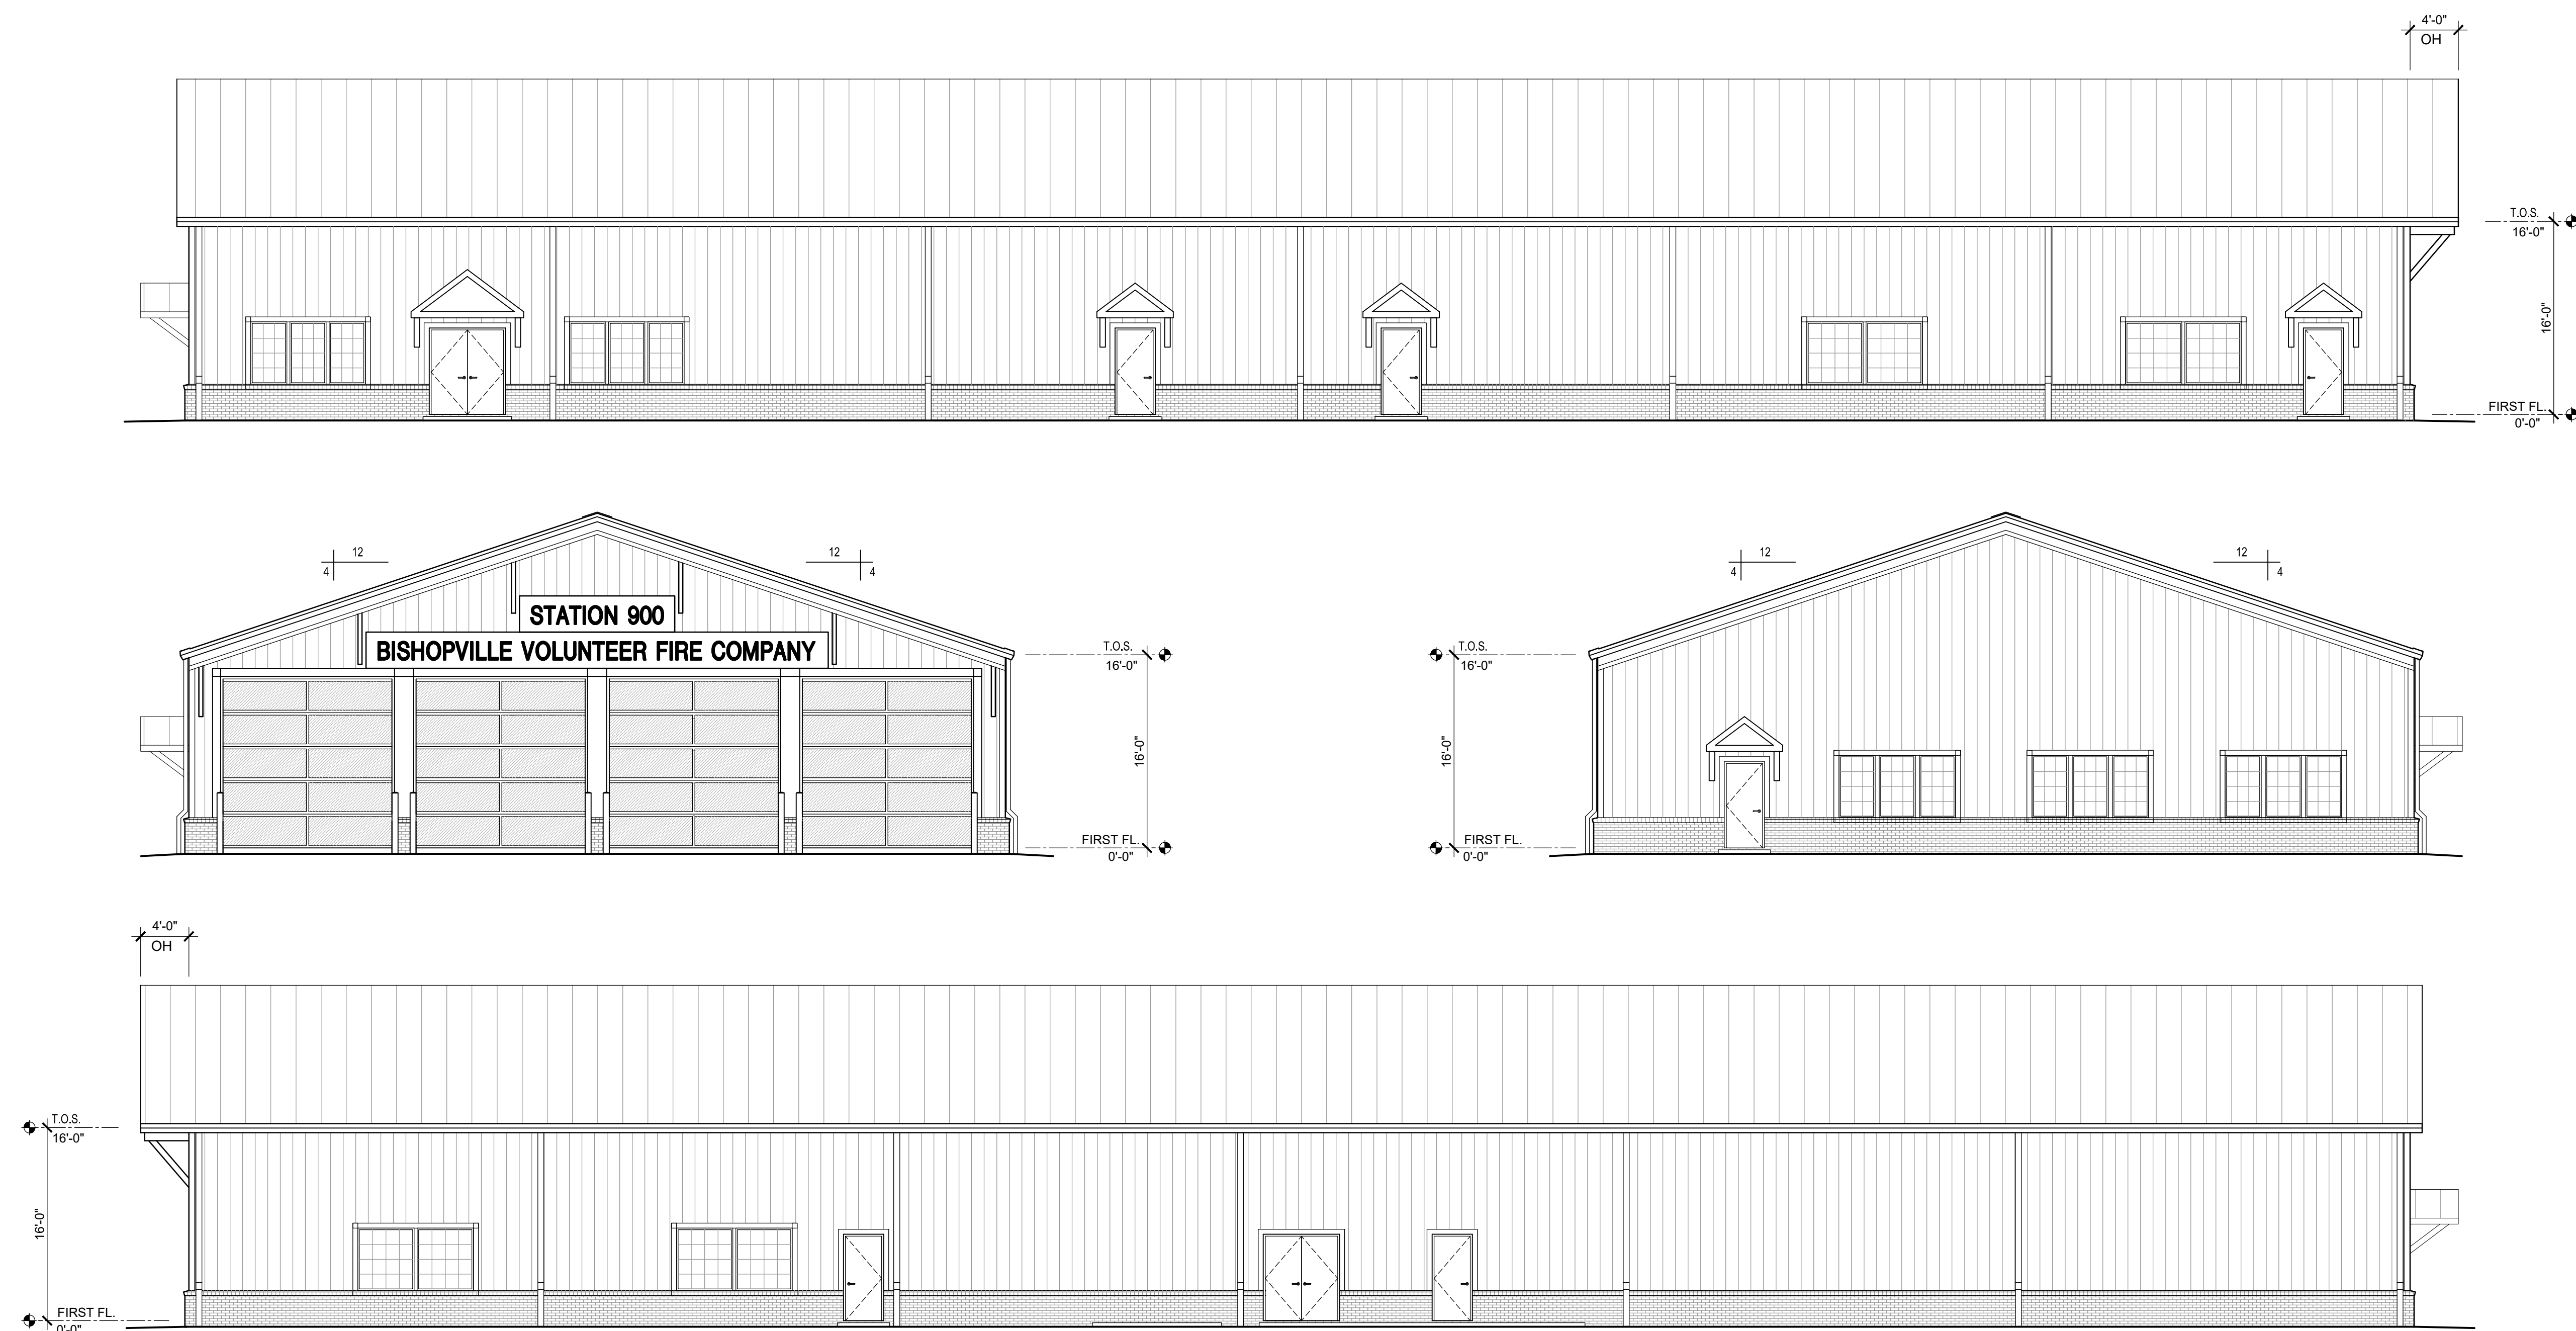 4'-0"
OH
T.O.S.
16'-0"
16'-0"
FIRST FL.
0'-0"
12
4
12
4
STATION 900
BISHOPVILLE VOLUNTEER FIRE COMPANY
T.O.S.
16'-0"
16'-0"
FIRST FL.
0'-0"
12
4
12
4
T.O.S.
16'-0"
16'-0"
FIRST FL.
0'-0"
4'-0"
OH
T.O.S.
16'-0"
16'-0"
FIRST FL.
0'-0"